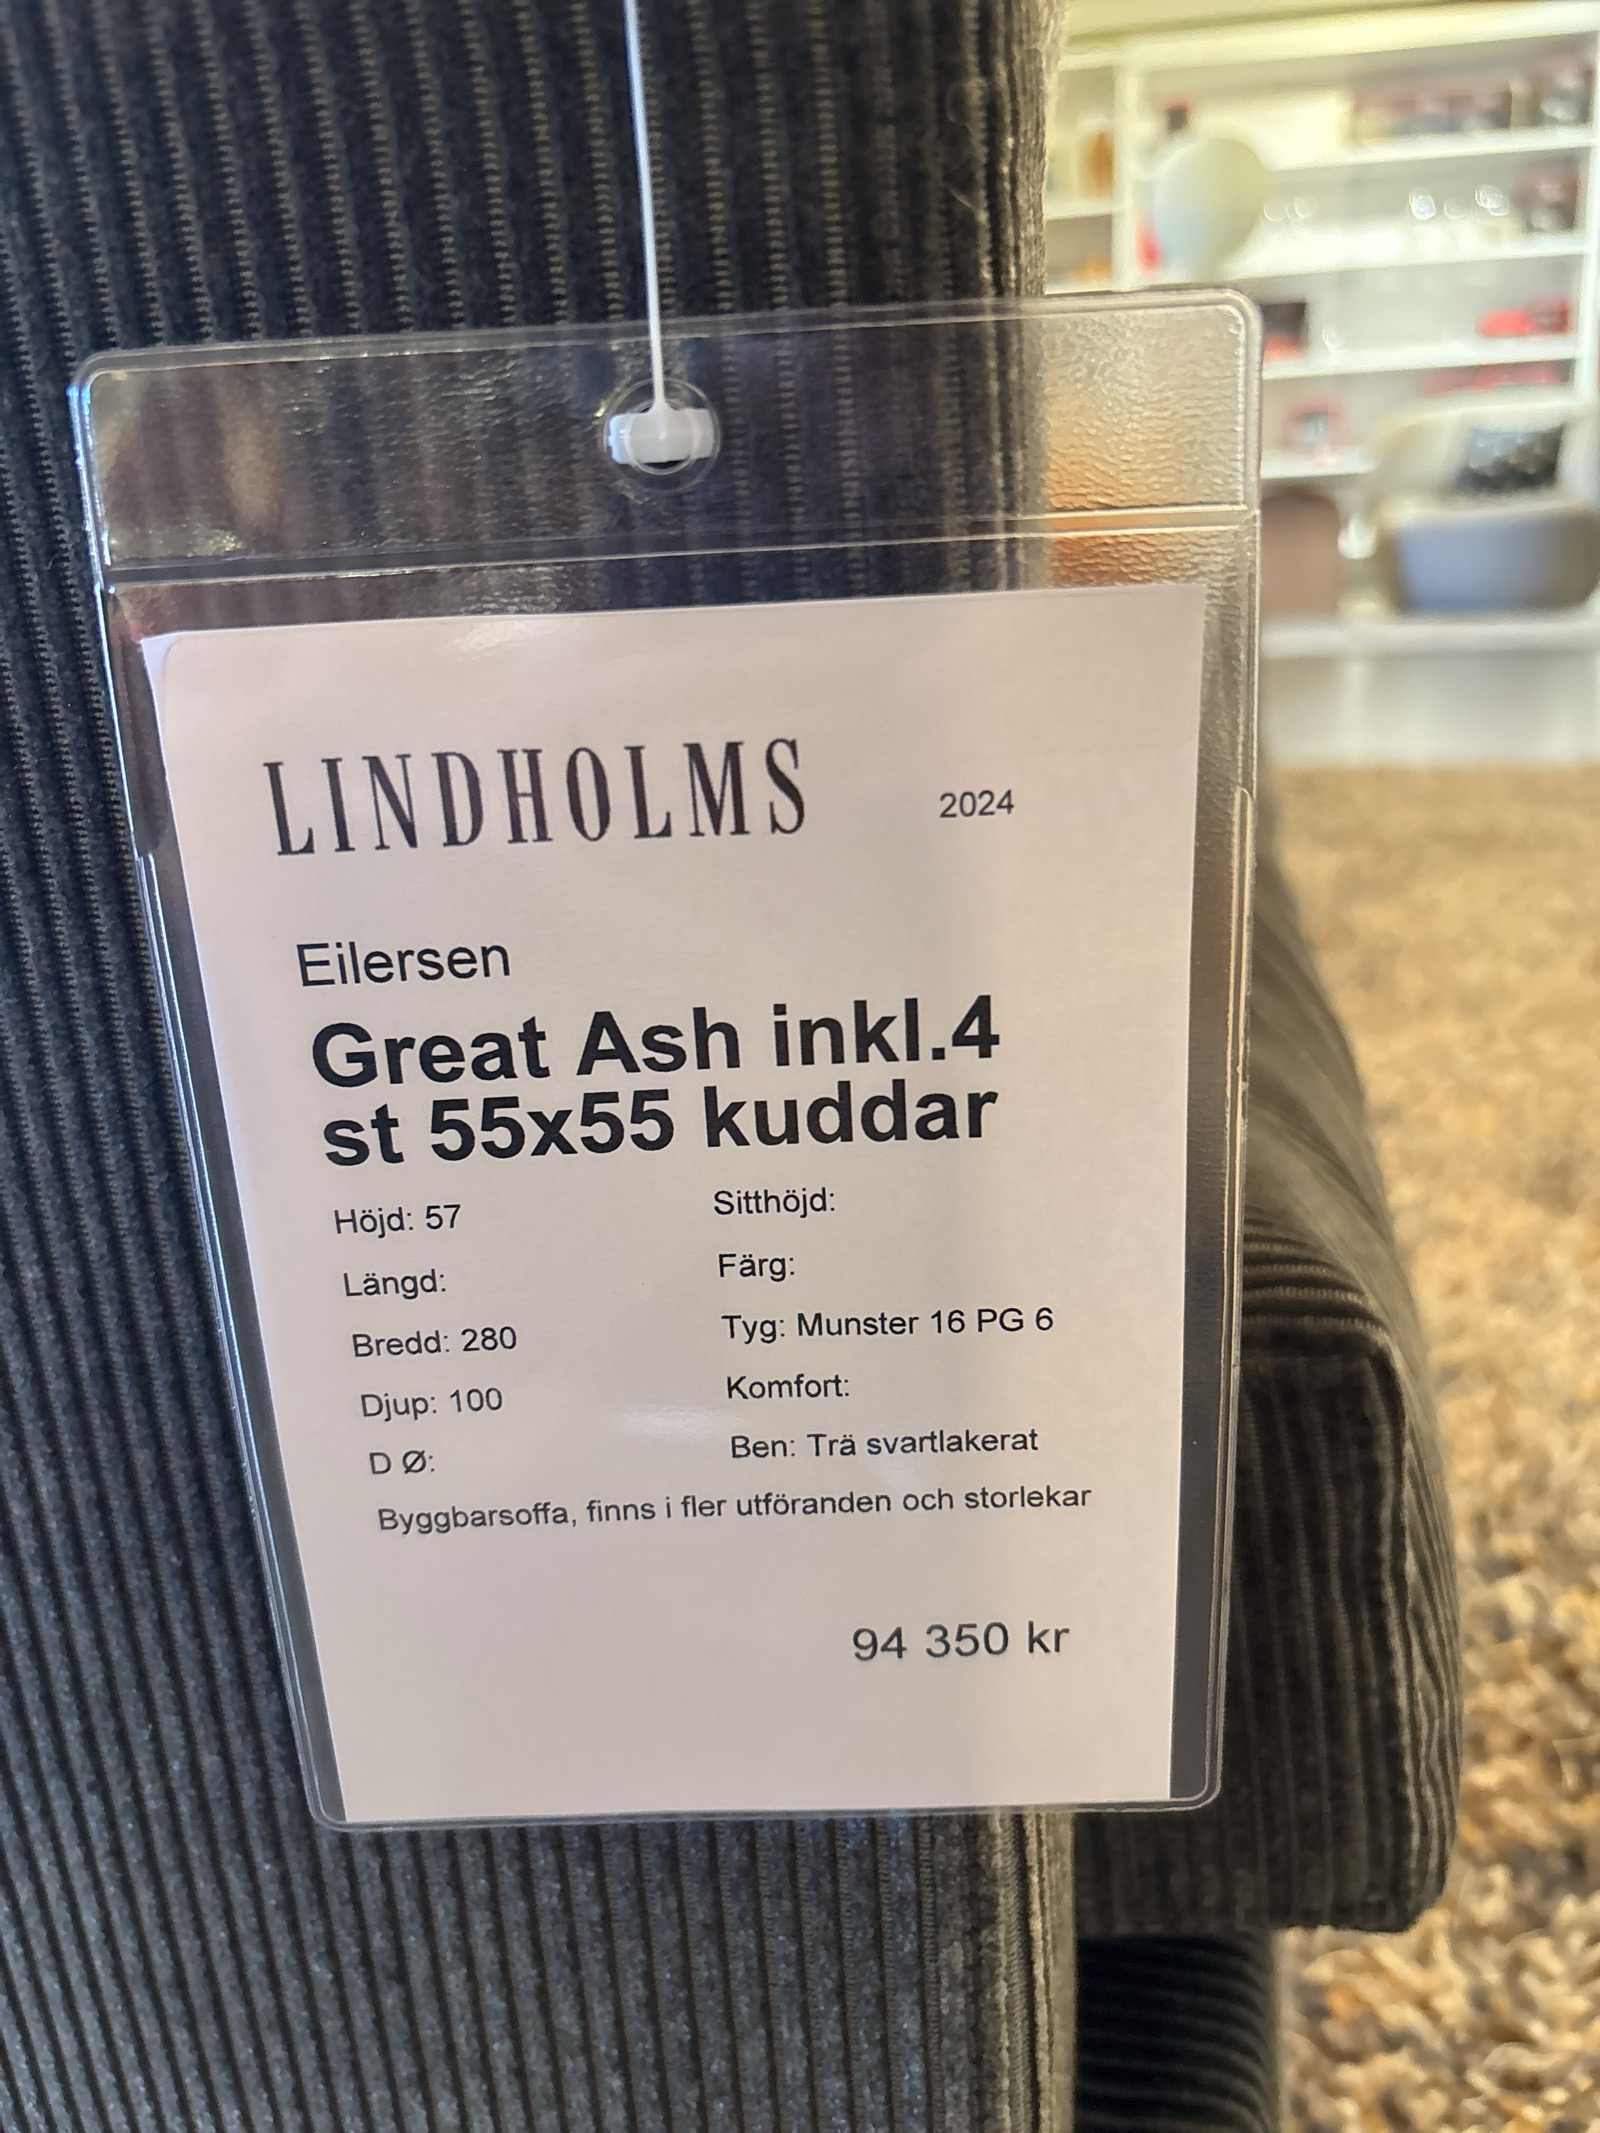 LINDHOLMS
2024
Eilersen
Great Ash inkl.4
st 55x55 kuddar
Höjd: 57
Sitthöjd:
Längd:
Färg:
Bredd: 280
Tyg: Munster 16 PG 6
Djup: 100
Komfort:
D Ø:
Ben: Trä svartlakerat
Byggbarsoffa, finns i fler utföranden och storlekar
94 350 kr